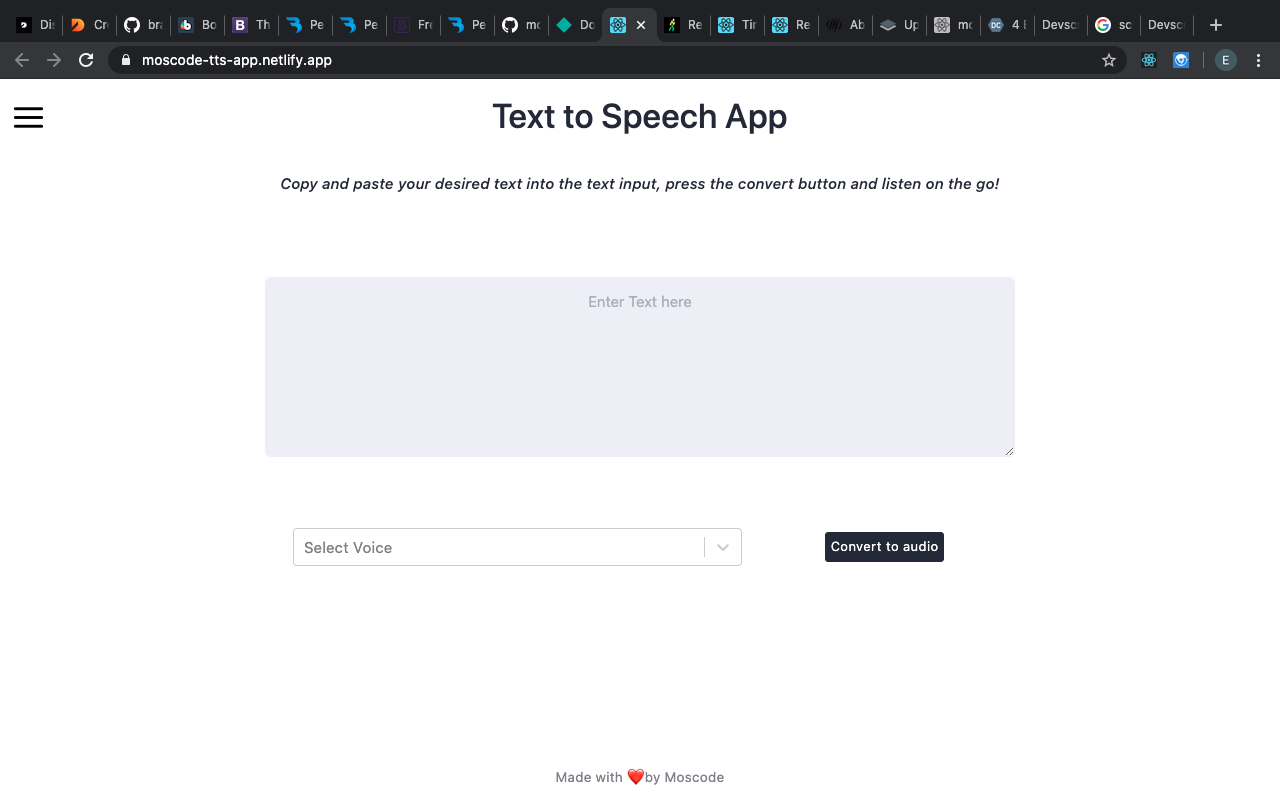 Dis Cr bra Bo Th Pe Pe Fre Pe mo Do Re Tir Re Ab Up mo 4 Devsc sc Devsc
moscode-tts-app.netlify.app
E
Text to Speech App
Copy and paste your desired text into the text input, press the convert button and listen on the go!
Enter Text here
Select Voice
Convert to audio
Made with ❤️by Moscode